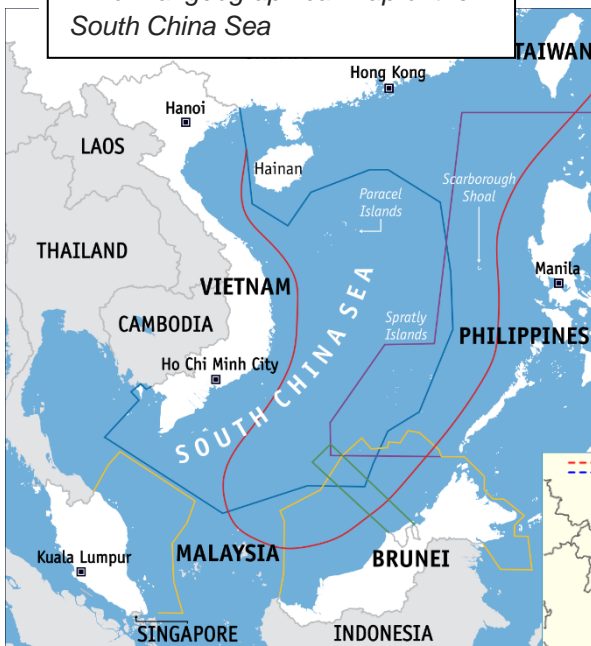 South China Sea
TAIWAN
Hong Kong
Hanoi
LAOS
Hainan
Paracel
Islands
Scarborough
Shoal
THAILAND
VIETNAM
Manila
CAMBODIA
Spratly
Islands
PHILIPPINES
Ho Chi Minh City
SOUTH CHINA SEA
Kuala Lumpur
MALAYSIA
BRUNEI
SINGAPORE
INDONESIA